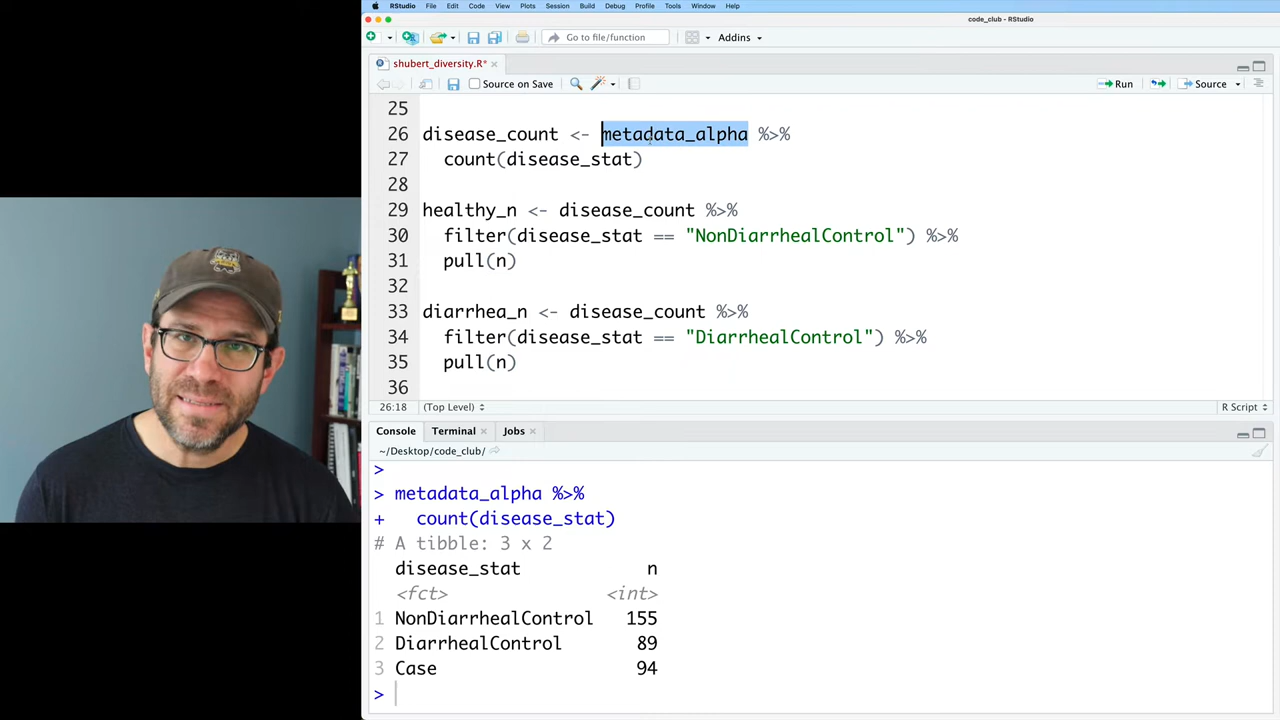 RStudio File Edit Code View Plots Session Build Debug Profile Tools Window Help
code_club - RStudio
Go to file/function Addins
shubert_diversity.R*
Source on Save Run Source
25
26 disease_count <- metadata_alpha %>%
27 count(disease_stat)
28
29 healthy_n <- disease_count %>%
30 filter(disease_stat == "NonDiarrhealControl") %>%
31 pull(n)
32
33 diarrhea_n <- disease_count %>%
34 filter(disease_stat == "DiarrhealControl") %>%
35 pull(n)
36
26:18 (Top Level) R Script
Console Terminal Jobs
~/Desktop/code_club/
>
> metadata_alpha %>%
+ count(disease_stat)
# A tibble: 3 x 2
disease_stat n
<fct> <int>
1 NonDiarrhealControl 155
2 DiarrhealControl 89
3 Case 94
>